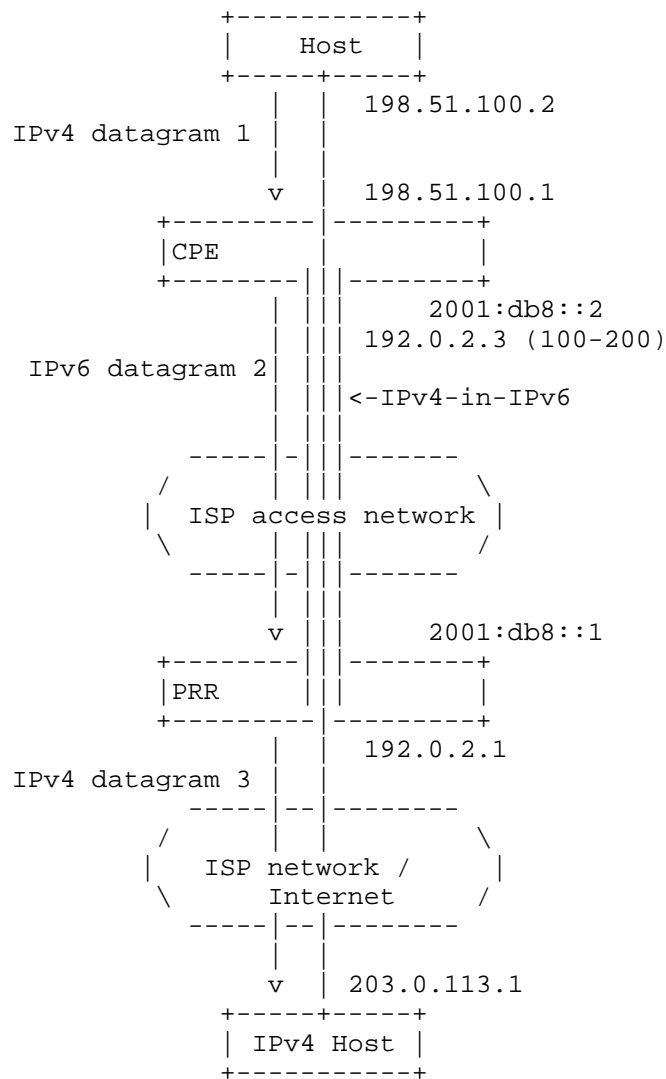 Host
198.51.100.2
IPv4 datagram 1
v 198.51.100.1
CPE
2001:db8::2
192.0.2.3 (100-200)
IPv6 datagram 2
<-IPv4-in-IPv6
ISP access network
v 2001:db8::1
PRR
192.0.2.1
IPv4 datagram 3
ISP network /
Internet
v 203.0.113.1
IPv4 Host